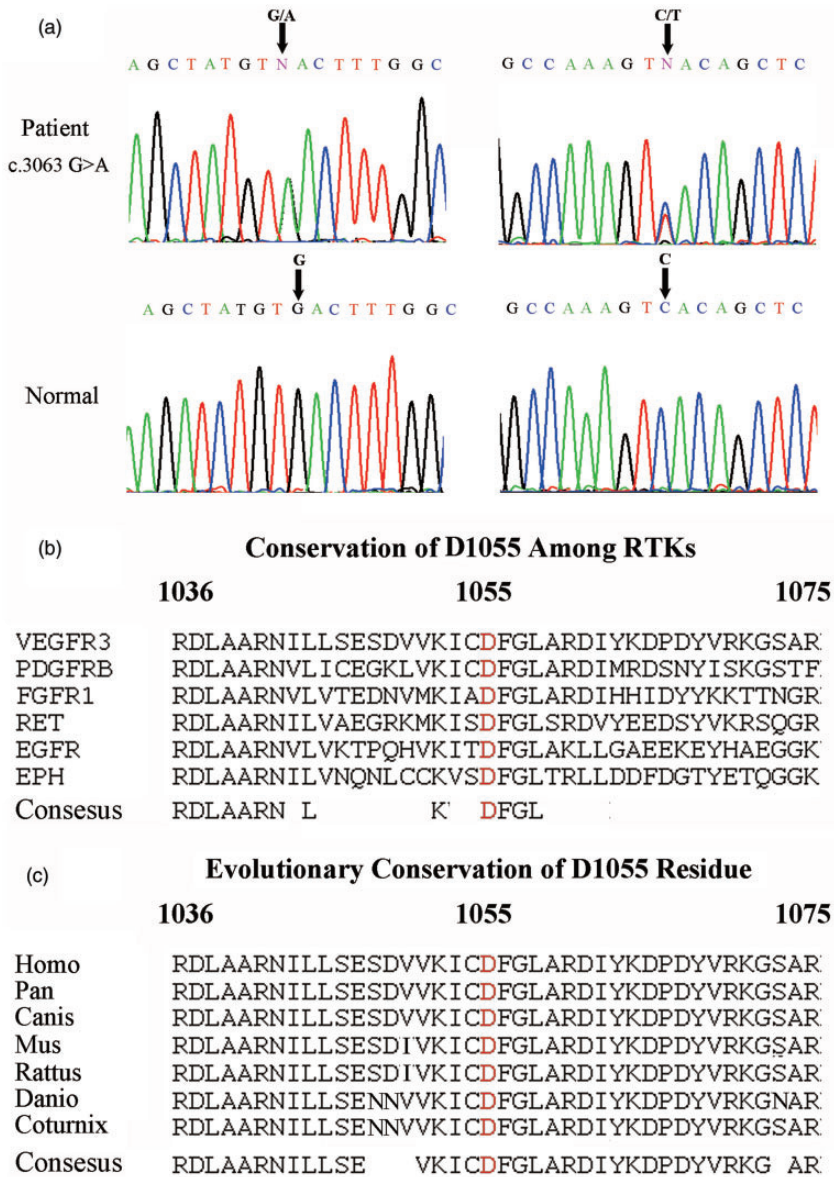 (a)
G/A C/T
A G C T A T G T N A C T T T G G C G C C A A A G T N A C A G C T C
Patient
c.3063 G>A
G C
A G C T A T G T G A C T T T G G C G C C A A A G T C A C A G C T C
Normal
(b) Conservation of D1055 Among RTKs
1036 1055 1075
VEGFR3 RDLAARNILLSESDVVKICDFGLARDIYKDPDYVRKGSAR
PDGFRB RDLAARNVLICEGKLVKICDFGLARDIMRDSNYISKGSTF
FGFR1 RDLAARNVLVTEDNVMKIADFGLARDIHHIDYYKKTTNGR
RET RDLAARNILVAEGRKMKISDFGLSRDVYEEDSYVKRSQGR
EGFR RDLAARNVLVKTPQHVKITDFGLAKLLGAEEKEYHAEGGK
EPH RDLAARNILVNQNLCCKVSDFGLTRLLDDFDGTYETQGGK
Consesus RDLAARN L K DFGL
(c) Evolutionary Conservation of D1055 Residue
1036 1055 1075
Homo RDLAARNILLSESDVVKICDFGLARDIYKDPDYVRKGSAR
Pan RDLAARNILLSESDVVKICDFGLARDIYKDPDYVRKGSAR
Canis RDLAARNILLSESDVVKICDFGLARDIYKDPDYVRKGSAR
Mus RDLAARNILLSESDIVKICDFGLARDIYKDPDYVRKGSAR
Rattus RDLAARNILLSESDIVKICDFGLARDIYKDPDYVRKGSAR
Danio RDLAARNILLSENNVVKICDFGLARDIYKDPDYVRKGNAR
Coturnix RDLAARNILLSENNVVKICDFGLARDIYKDPDYVRKGSAR
Consesus RDLAARNILLSE VKICDFGLARDIYKDPDYVRKG AR